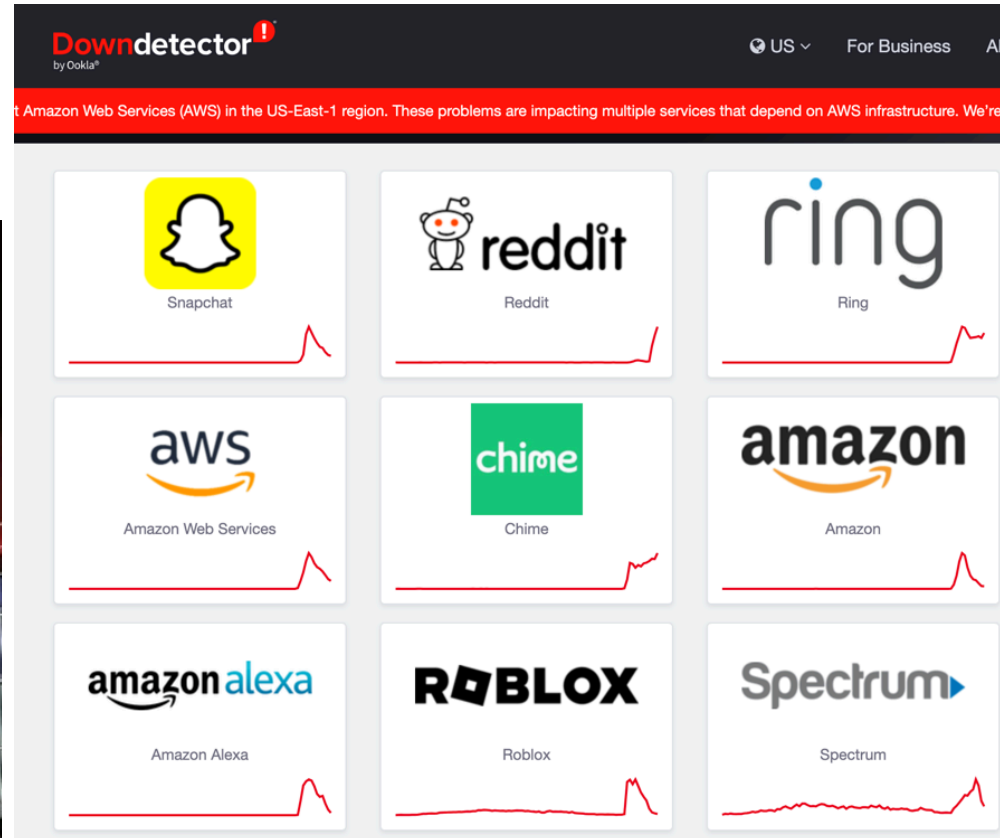 Downdetector!
by Ookla®
US
For Business
t Amazon Web Services (AWS) in the US-East-1 region. These problems are impacting multiple services that depend on AWS infrastructure. We're
Snapchat
reddit
Reddit
ring
Ring
aws
Amazon Web Services
chime
Chime
amazon
Amazon
amazon alexa
Amazon Alexa
ROBLOX
Roblox
Spectrum
Spectrum